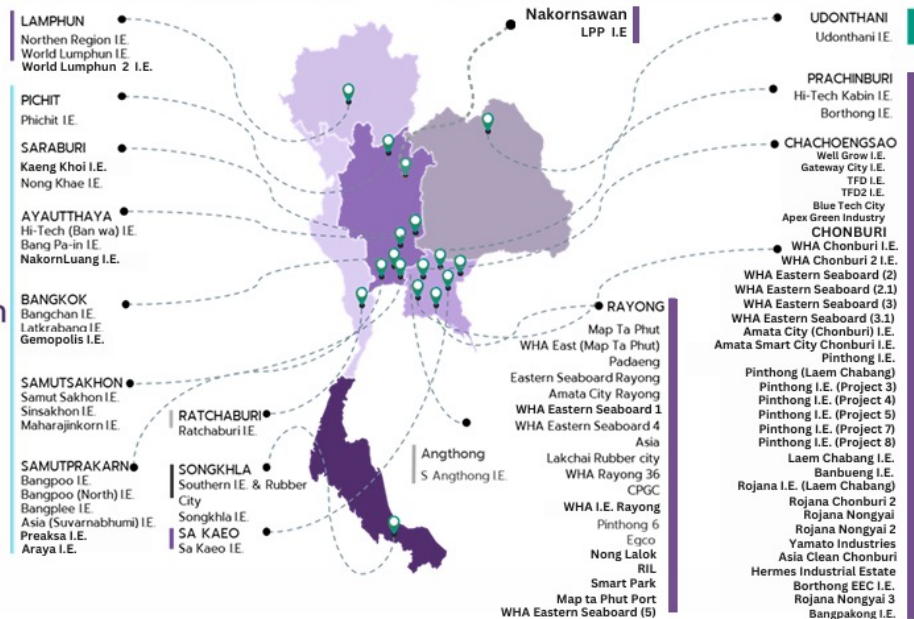 LAMPHUN
Northen Region I.E.
World Lumphun I.E.
World Lumphun 2 I.E.
PICHIT
Phichit I.E.
SARABURI
Kaeng Khoi I.E.
Nong Khae I.E.
AYAUTTHAYA
Hi-Tech (Ban wa) I.E.
Bang Pa-in I.E.
NakornLuang I.E.
BANGKOK
Bangchan I.E.
Latkrabang I.E.
Gemopolis I.E.
SAMUTSAKHON
Samut Sakhon I.E.
Sinsakhon I.E.
Maharajinkorn I.E.
SAMUTPRAKARN
Bangpoo I.E.
Bangpoo (North) I.E.
Bangplee I.E.
Asia (Suvarnabhumi) I.E.
Preaksa I.E.
Araya I.E.
RATCHABURI
Ratchaburi I.E.
SONGKHLA
Southern I.E. & Rubber
City
Songkhla I.E.
SA KAEO
Sa Kaeo I.E.
Nakornsawan
LPP I.E
Angthong
S Angthong I.E.
RAYONG
Map Ta Phut
WHA East (Map Ta Phut)
Padaeng
Eastern Seaboard Rayong
Amata City Rayong
WHA Eastern Seaboard 1
WHA Eastern Seaboard 4
Asia
Lakchai Rubber city
WHA Rayong 36
CPGC
WHA I.E. Rayong
Pinthong 6
Egco
Nong Lalok
RIL
Smart Park
Map ta Phut Port
WHA Eastern Seaboard (5)
UDONTHANI
Udonthani I.E.
PRACHINBURI
Hi-Tech Kabin I.E.
Borthong I.E.
CHACHOENGSAO
Well Grow I.E.
Gateway City I.E.
TFD I.E.
TFD2 I.E.
Blue Tech City
Apex Green Industry
CHONBURI
WHA Chonburi I.E.
WHA Chonburi 2 I.E.
WHA Eastern Seaboard (2)
WHA Eastern Seaboard (2.1)
WHA Eastern Seaboard (3)
WHA Eastern Seaboard (3.1)
Amata City (Chonburi) I.E.
Amata Smart City Chonburi I.E.
Pinthong I.E.
Pinthong (Laem Chabang)
Pinthong I.E. (Project 3)
Pinthong I.E. (Project 4)
Pinthong I.E. (Project 5)
Pinthong I.E. (Project 7)
Pinthong I.E. (Project 8)
Laem Chabang I.E.
Banbueng I.E.
Rojana I.E. (Laem Chabang)
Rojana Chonburi 2
Rojana Nongyai
Rojana Nongyai 2
Yamato Industries
Asia Clean Chonburi
Hermes Industrial Estate
Borthong EEC I.E.
Rojana Nongyai 3
Bangpakong I.E.